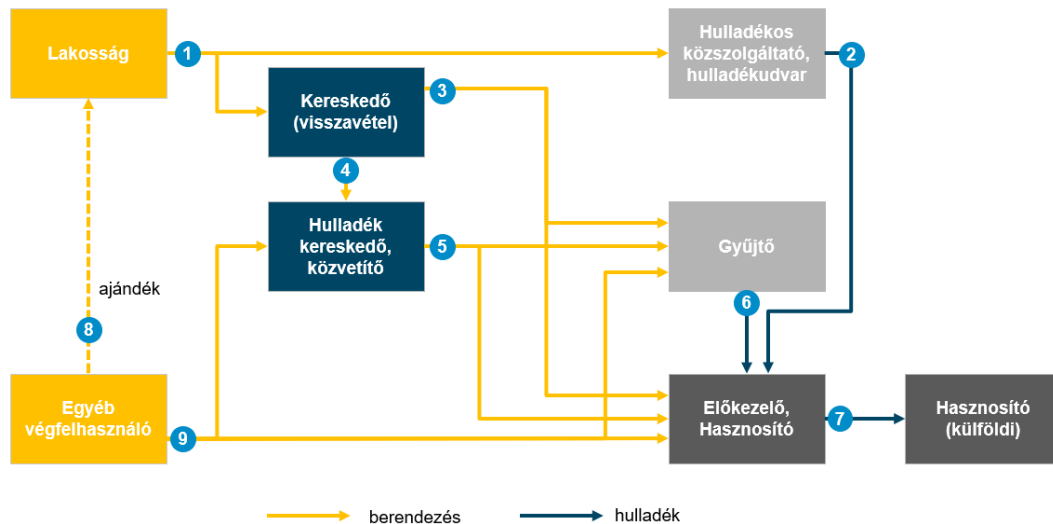 Lakosság
1
Hulladékos
közszolgáltató,
hulladékudvar
2
Kereskedő
(visszavétel)
3
4
Hulladék
kereskedő,
közvetítő
5
Gyűjtő
ajándék
6
8
Egyéb
végfelhasználó
9
Előkezelő,
Hasznosító
7
Hasznosító
(külföldi)
berendezés
hulladék